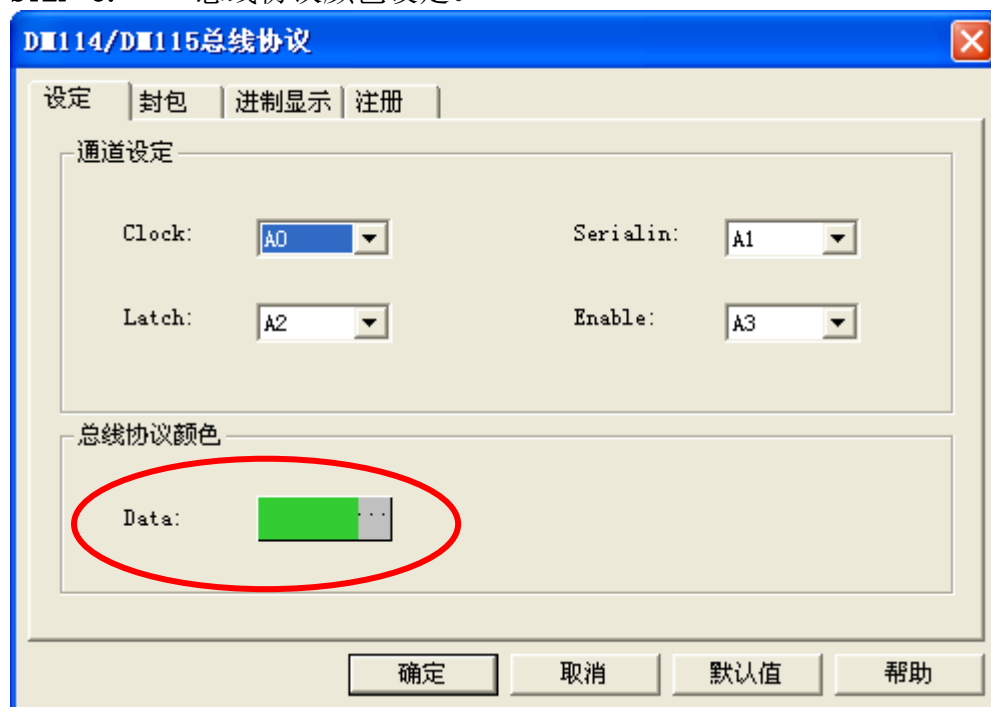 DM114/DM115总线协议
设定 封包 进制显示 注册
通道设定
Clock: A0 Serialin: A1
Latch: A2 Enable: A3
总线协议颜色
Data: ...
确定 取消 默认值 帮助